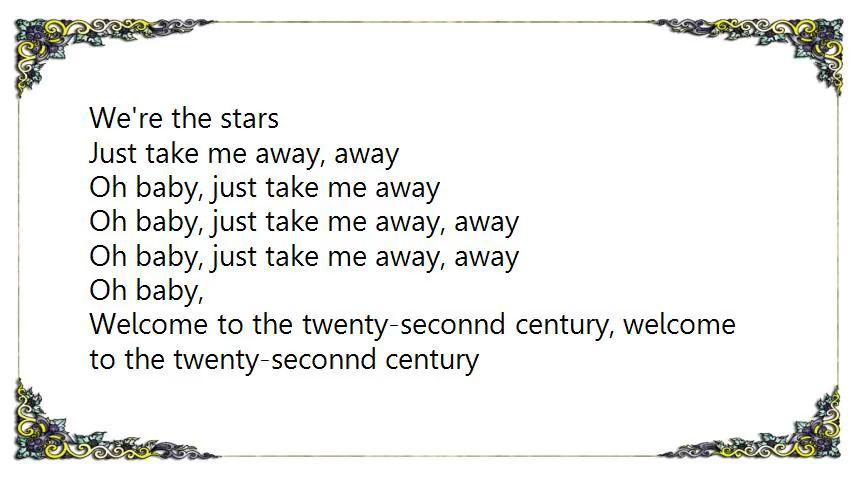 We're the stars
Just take me away, away
Oh baby, just take me away
Oh baby, just take me away, away
Oh baby, just take me away, away
Oh baby,
Welcome to the twenty-seconnd century, welcome
to the twenty-seconnd century